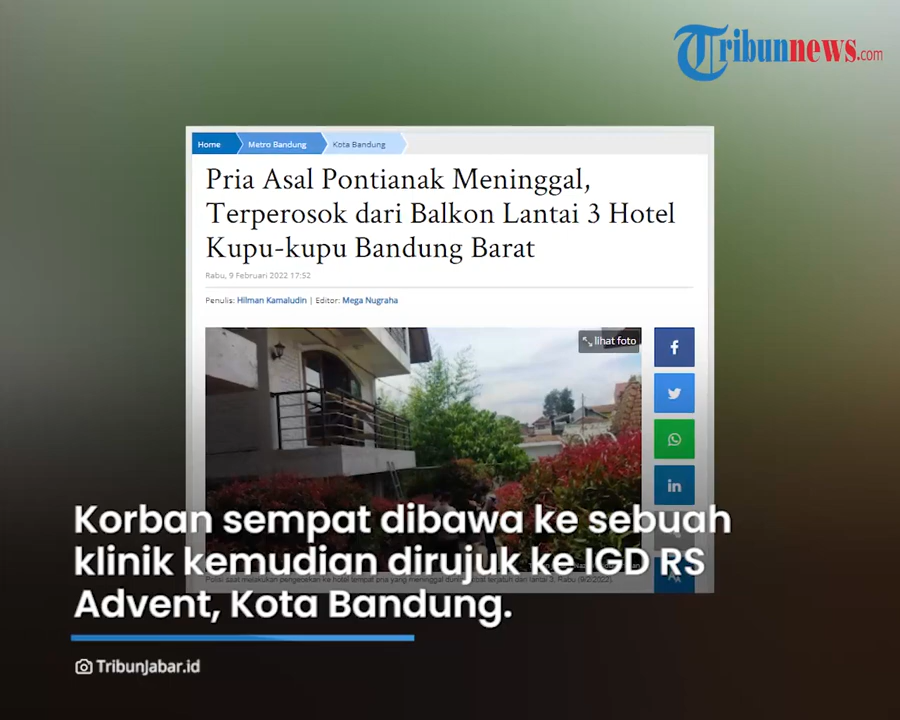 Tribunnews.com
Home Metro Bandung Kota Bandung
Pria Asal Pontianak Meninggal,
Terperosok dari Balkon Lantai 3 Hotel
Kupu-kupu Bandung Barat
Rabu, 9 Februari 2022 17:52
Penulis: Hilman Kamaludin | Editor: Mega Nugraha
lihat foto
Korban sempat dibawa ke sebuah
klinik kemudian dirujuk ke IGD RS
Advent, Kota Bandung.
TribunJabar.id